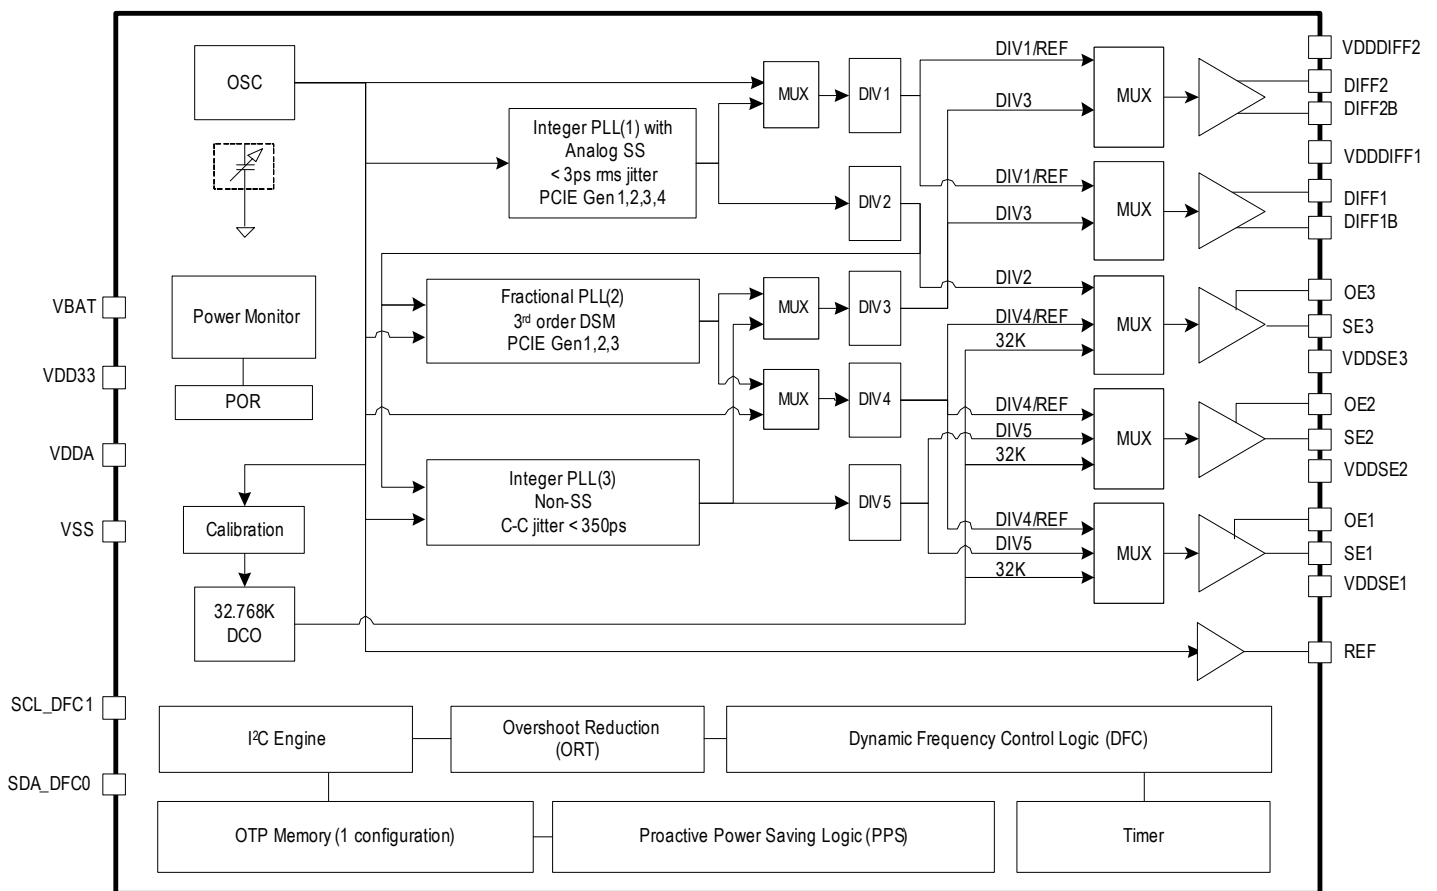 VDDDIFF2
DIV1/REF
OSC
DIFF2
MUX
DIV1
MUX
DIV3
DIFF2B
Integer PLL(1) with
Analog SS
< 3ps rms jitter
PCIE Gen 1,2,3,4
VDDDIFF1
DIV1/REF
DIFF1
DIV2
MUX
DIV3
DIFF1B
DIV2
OE3
VBAT
Power Monitor
Fractional PLL(2)
3rd order DSM
PCIE Gen1,2,3
MUX
DIV3
DIV4/REF
MUX
SE3
32K
VDDSE3
VDD33
POR
MUX
DIV4
OE2
DIV4/REF
DIV5
MUX
SE2
VDDA
32K
VDDSE2
Integer PLL(3)
Non-SS
C-C jitter < 350ps
DIV5
VSS
Calibration
DIV4/REF
OE1
DIV5
MUX
SE1
32K
VDDSE1
32.768K
DCO
REF
SCL_DFC1
I²C Engine
Overshoot Reduction
(ORT)
Dynamic Frequency Control Logic (DFC)
SDA_DFC0
OTP Memory (1 configuration)
Proactive Power Saving Logic (PPS)
Timer